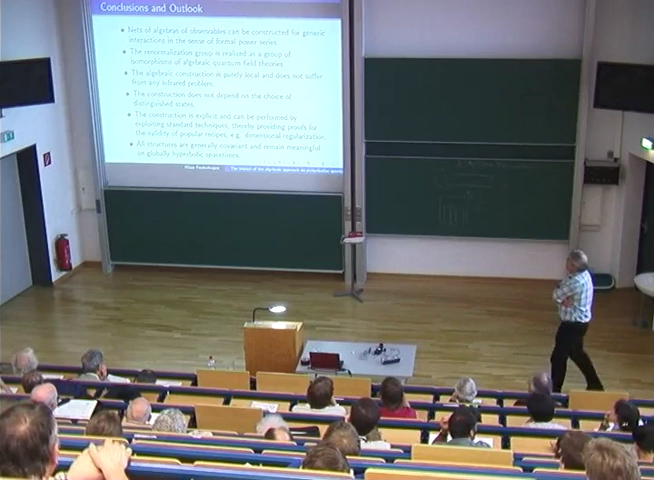 Conclusions and Outlook
Nets of algebras of observables can be constructed for generic
interactions in the sense of formal power series
The renormalization group is realized as a group of
isomorphisms of algebraic quantum field theories
The algebraic construction is purely local and does not suffer
from any infrared problem.
The construction does not depend on the choice of
distinguished states.
The construction is explicit and can be performed by
exploiting standard techniques, thereby providing proofs for
the validity of popular recipes, e.g. dimensional regularization.
All structures are generally covariant and remain meaningful
on globally hyperbolic spacetimes.
Klaus Fredenhagen